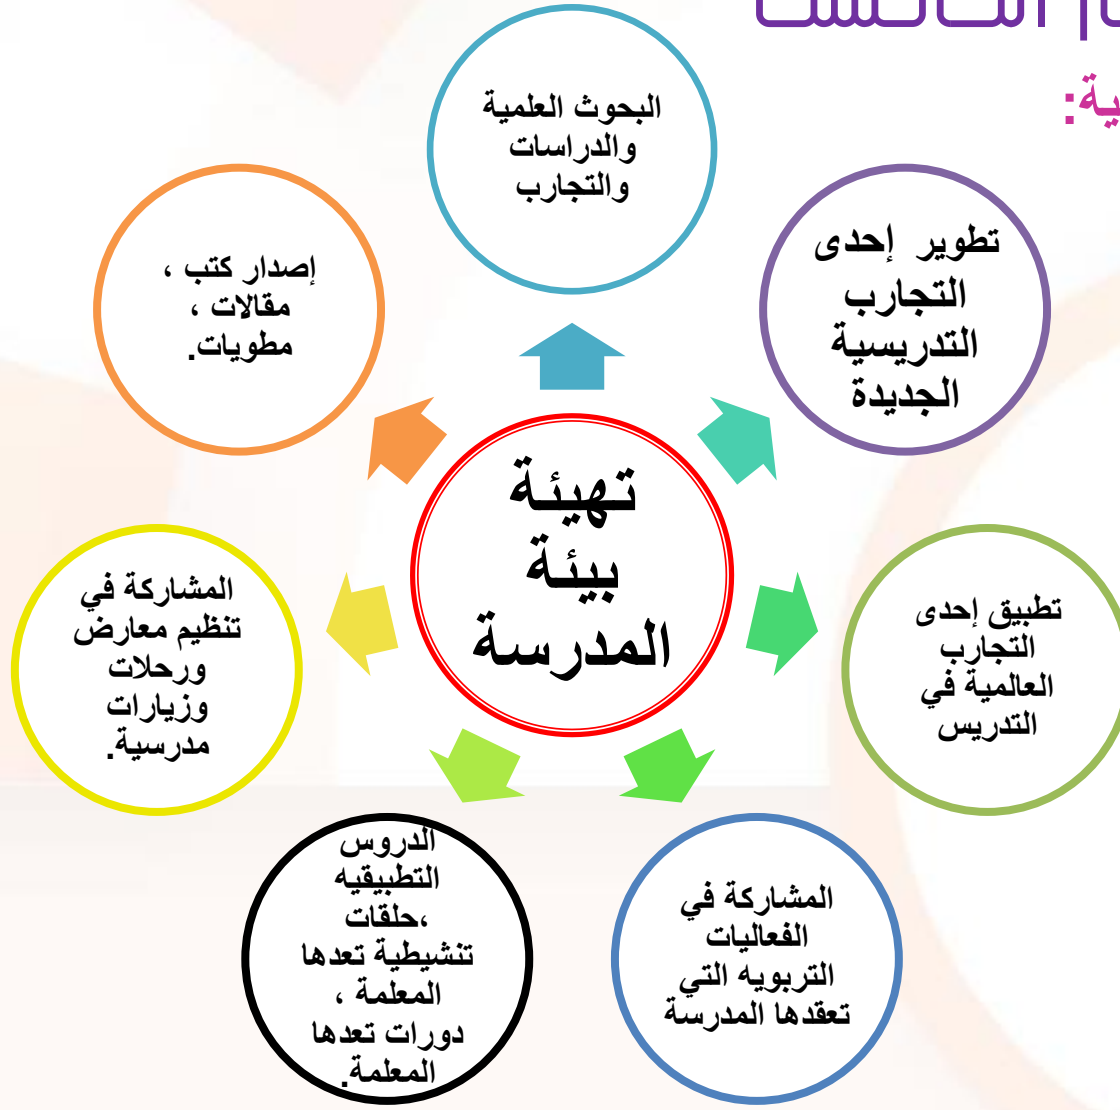 ية:
البحوث العلمية
والدراسات
والتجارب
تطوير إحدى
التجارب
التدريسية
الجديدة
إصدار كتب ،
مقالات ،
مطويات.
تهيئة
بيئة
المدرسة
تطبيق إحدى
التجارب
العالمية في
التدريس
المشاركة في
تنظيم معارض
ورحلات
وزيارات
مدرسية.
المشاركة في
الفعاليات
التربويه التي
تعقدها المدرسة
الدروس
التطبيقيه
،حلقات
تنشيطية تعدها
المعلمة ،
دورات تعدها
المعلمة.